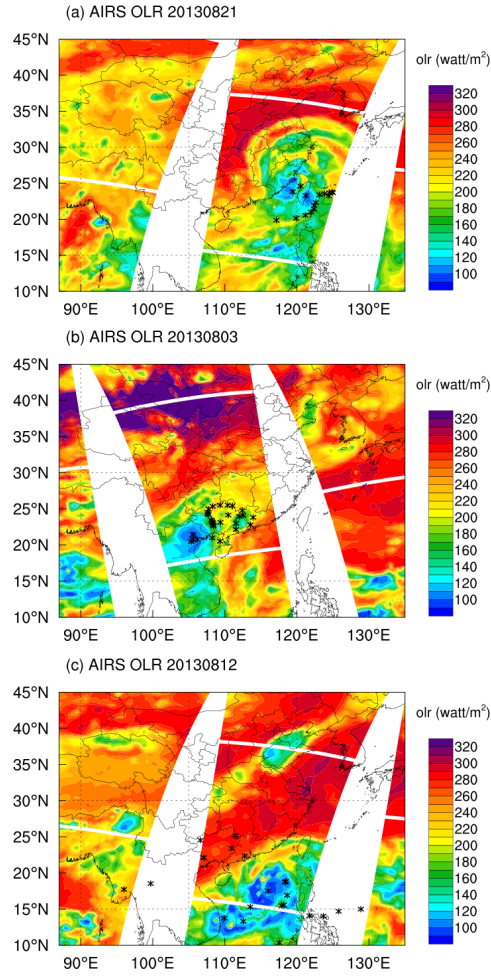 (a) AIRS OLR 20130821
olr (watt/m²)
45°N
40°N
35°N
30°N
25°N
20°N
15°N
10°N
90°E 100°E 110°E 120°E 130°E
320
300
280
260
240
220
200
180
160
140
120
100
(b) AIRS OLR 20130803
olr (watt/m²)
45°N
40°N
35°N
30°N
25°N
20°N
15°N
10°N
90°E 100°E 110°E 120°E 130°E
320
300
280
260
240
220
200
180
160
140
120
100
(c) AIRS OLR 20130812
olr (watt/m²)
45°N
40°N
35°N
30°N
25°N
20°N
15°N
10°N
90°E 100°E 110°E 120°E 130°E
320
300
280
260
240
220
200
180
160
140
120
100